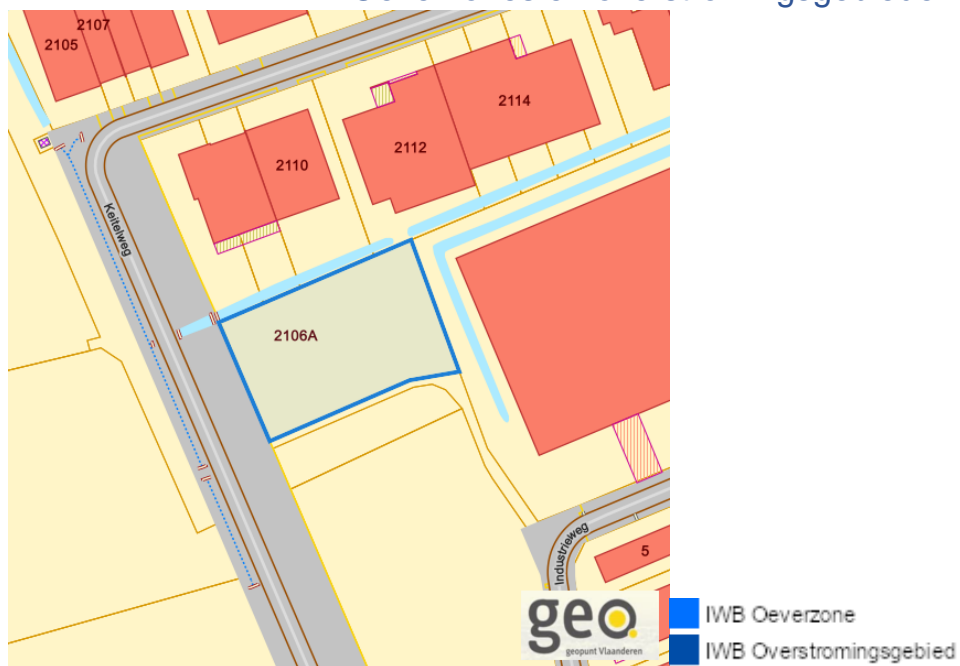 2107
2105
2114
2112
2110
Keitelweg
2106A
Industrieweg
5
geo.
geopunt Vlaanderen
IWB Oeverzone
IWB Overstromingsgebied